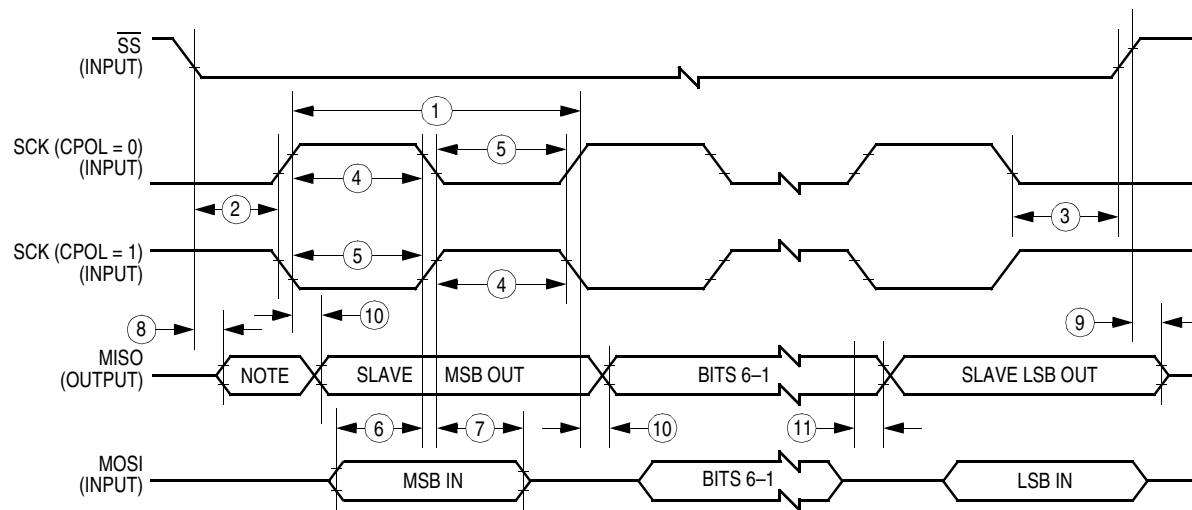 SS
(INPUT)
1
SCK (CPOL = 0)
(INPUT)
5
4
2
3
SCK (CPOL = 1)
(INPUT)
5
4
10
8
9
MISO
(OUTPUT)
NOTE
SLAVE
MSB OUT
BITS 6–1
SLAVE LSB OUT
6
7
10
11
MOSI
(INPUT)
MSB IN
BITS 6–1
LSB IN